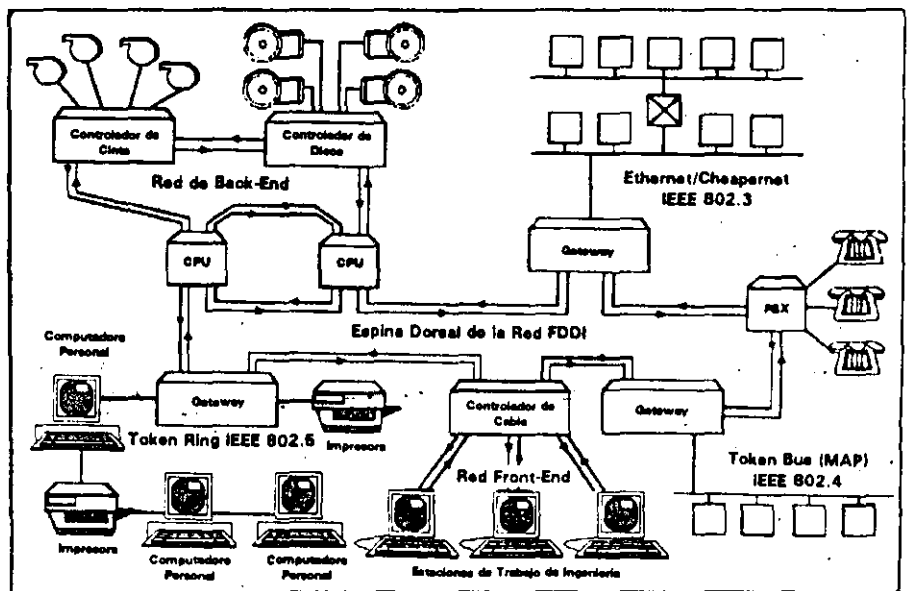 Controlador de
Cinta
Controlador de
Disco
Red de Back-End
Ethernet/Cheapernet
IEEE 802.3
CPU
CPU
Gateway
PBX
Espina Dorsal de la Red FDDI
Computadora
Personal
Gateway
Impresora
Controlador de
Cable
Gateway
Token Ring IEEE 802.5
Token Bus (MAP)
IEEE 802.4
Red Front-End
Impresora
Computadora
Personal
Computadora
Personal
Estaciones de Trabajo de Ingeniería